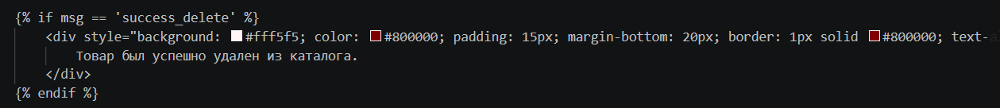 {% if msg == 'success_delete' %}
<div style="background: #fff5f5; color: #800000; padding: 15px; margin-bottom: 20px; border: 1px solid #800000; text-
Товар был успешно удален из каталога.
</div>
{% endif %}